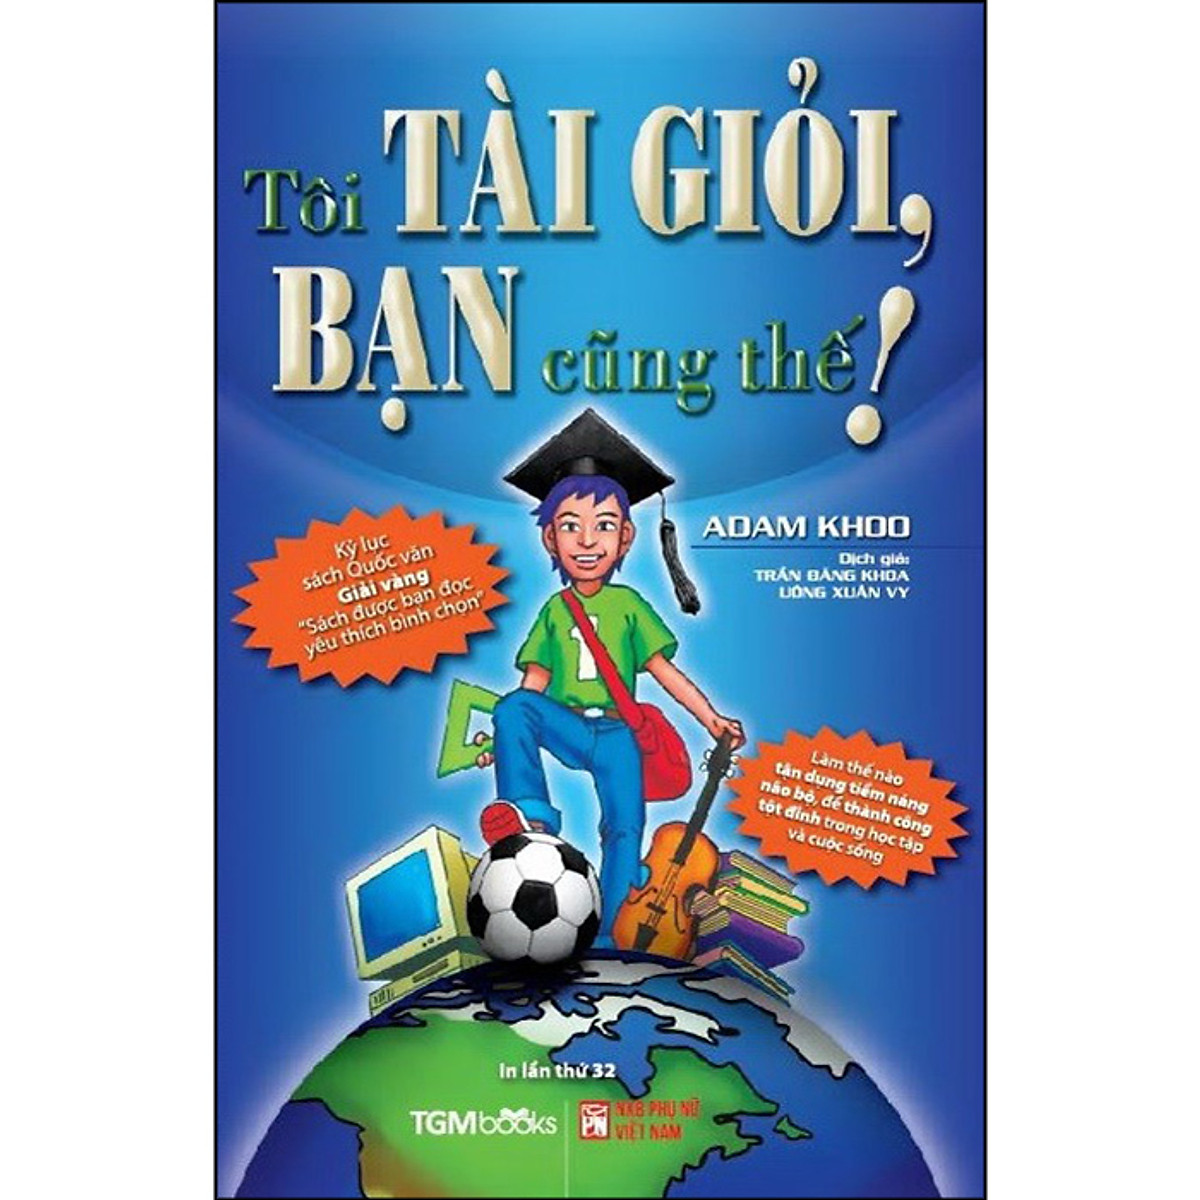 Tôi TÀI GIỎI,
BẠN cũng thế!
ADAM KHOO
Dịch giả:
TRẦN ĐĂNG KHOA
UÔNG XUÂN VY
Kỷ lục
sách Quốc văn
Giải vàng
"Sách được bạn đọc
yêu thích bình chọn"
Làm thế nào
tận dụng tiềm năng
não bộ, để thành công
tột đỉnh trong học tập
và cuộc sống
1
In lần thứ 32
TGMbooks
PN
NXB PHỤ NỮ
VIỆT NAM